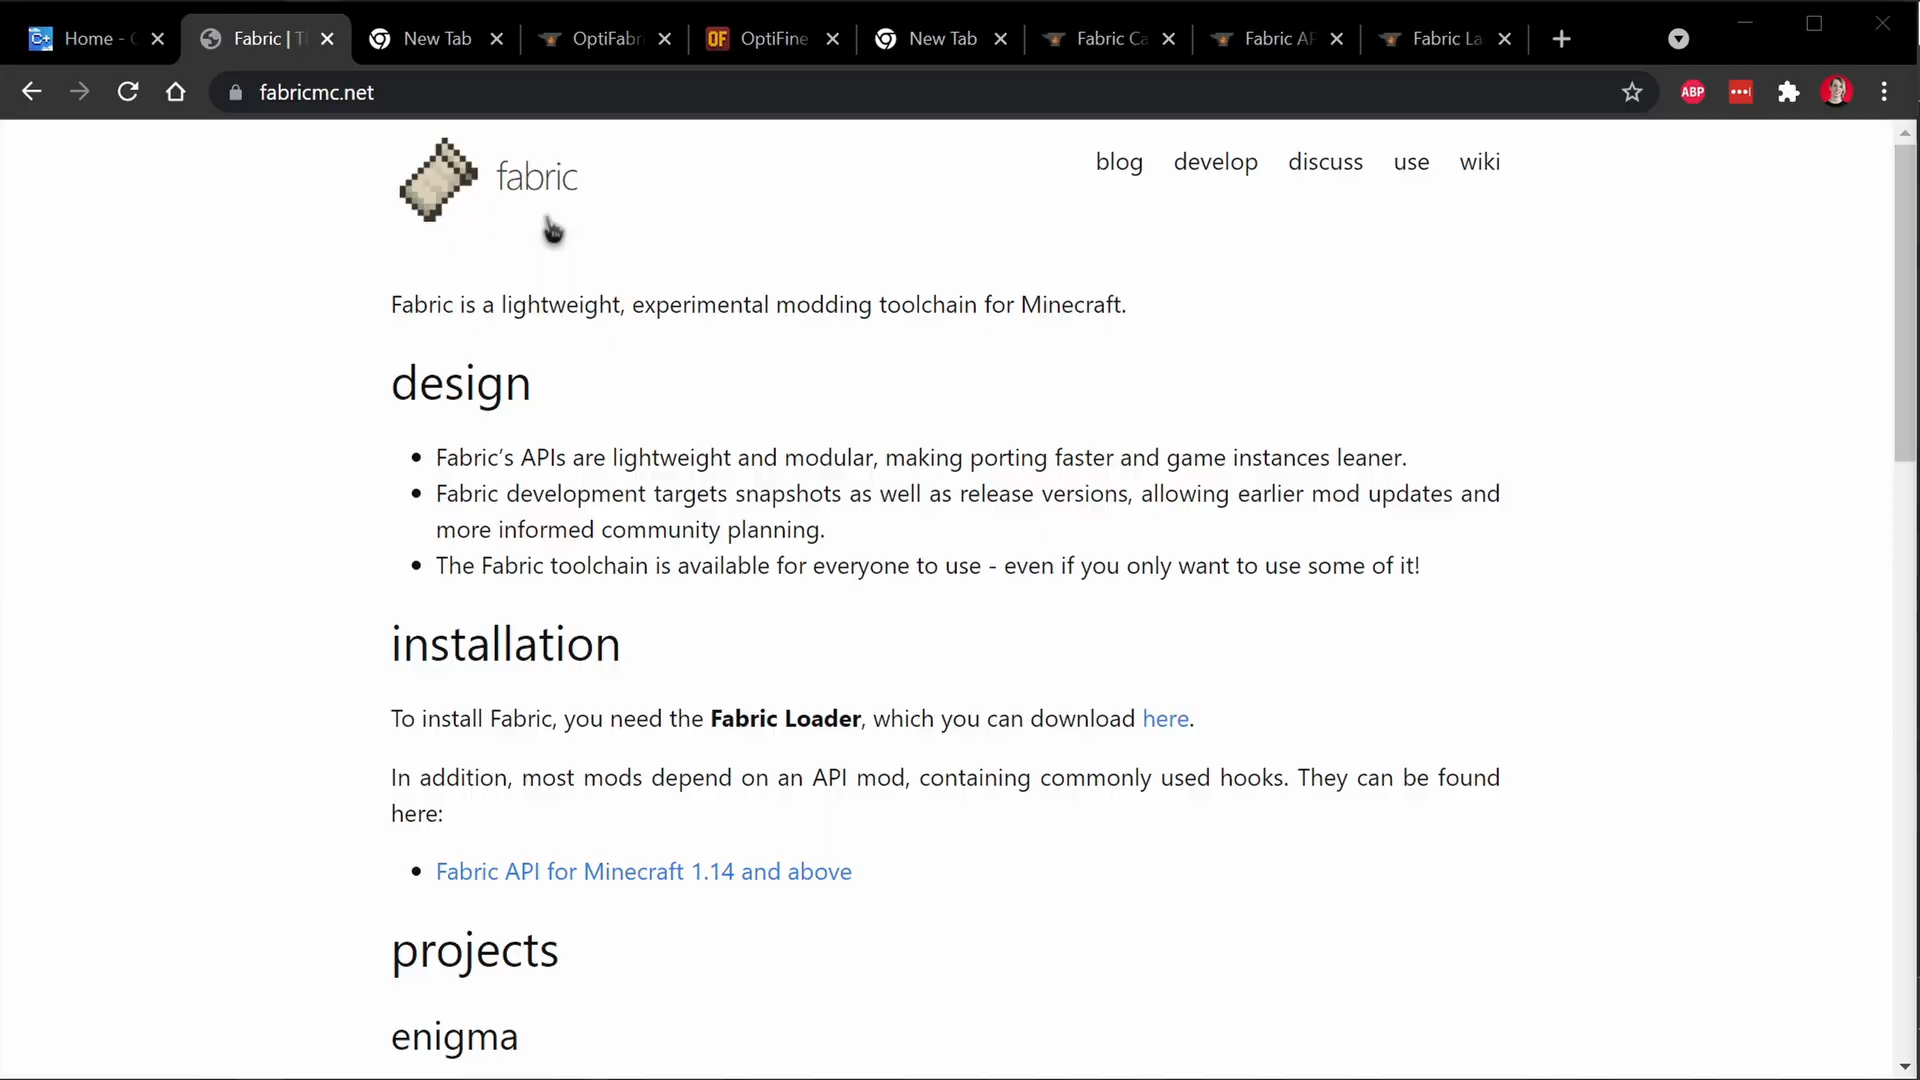 Home - Fabric | T New Tab OptiFabri OptiFine New Tab Fabric Ca Fabric AP Fabric La
fabricmc.net ABP
fabric blog develop discuss use wiki
Fabric is a lightweight, experimental modding toolchain for Minecraft.
design
• Fabric's APIs are lightweight and modular, making porting faster and game instances leaner.
• Fabric development targets snapshots as well as release versions, allowing earlier mod updates and
more informed community planning.
• The Fabric toolchain is available for everyone to use - even if you only want to use some of it!
installation
To install Fabric, you need the Fabric Loader, which you can download here.
In addition, most mods depend on an API mod, containing commonly used hooks. They can be found
here:
• Fabric API for Minecraft 1.14 and above
projects
enigma